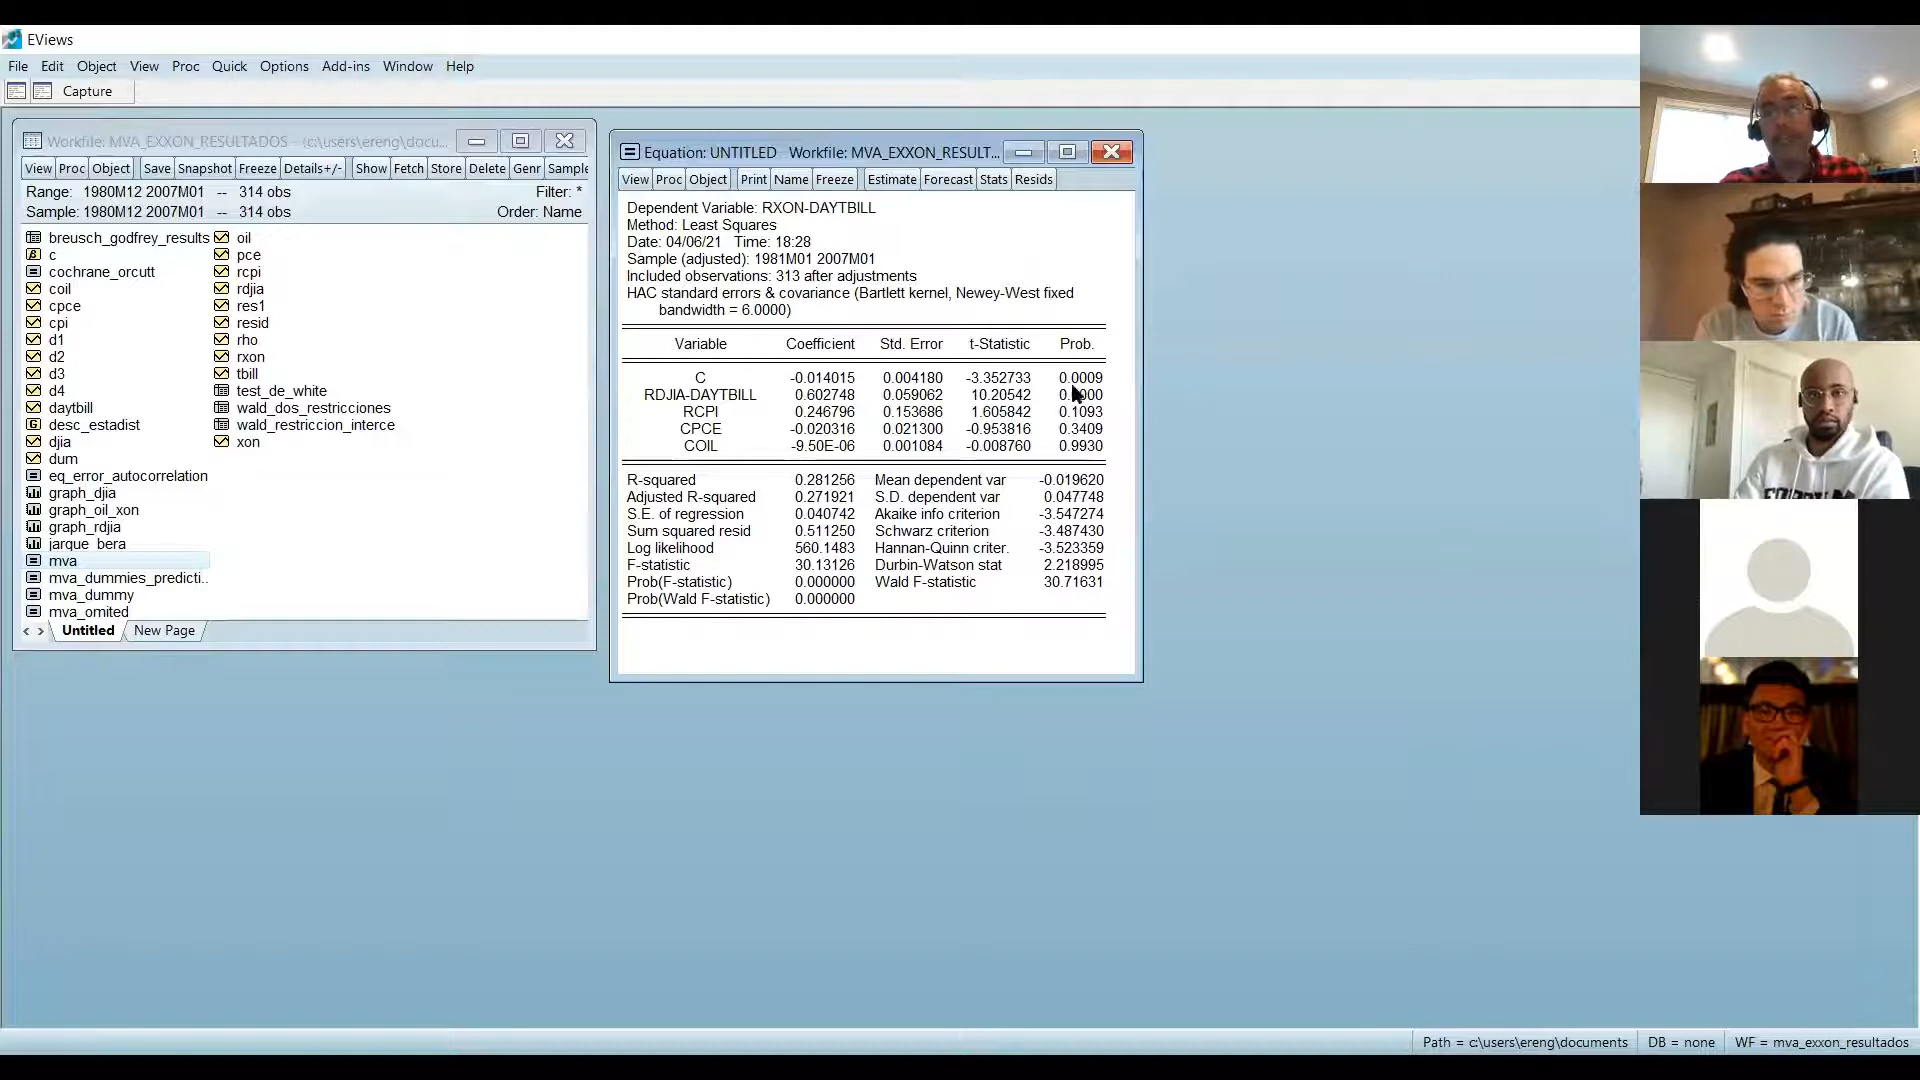 EViews
File Edit Object View Proc Quick Options Add-ins Window Help
Capture
Workfile: MVA_EXXON_RESULTADOS - (c:\users\ereng\docu...
View Proc Object Save Snapshot Freeze Details+/- Show Fetch Store Delete Genr Sample
Range: 1980M12 2007M01 -- 314 obs Filter: *
Sample: 1980M12 2007M01 -- 314 obs Order: Name
breusch_godfrey_results
c
cochrane_orcutt
coil
cpce
cpi
d1
d2
d3
d4
daytbill
desc_estadist
djia
dum
eq_error_autocorrelation
graph_djia
graph_oil_xon
graph_rdjia
jarque_bera
mva
mva_dummies_predicti..
mva_dummy
mva_omited
oil
pce
rcpi
rdjia
res1
resid
rho
rxon
tbill
test_de_white
wald_dos_restricciones
wald_restriccion_interce
xon
Untitled New Page
Equation: UNTITLED Workfile: MVA_EXXON_RESULT...
View Proc Object Print Name Freeze Estimate Forecast Stats Resids
Dependent Variable: RXON-DAYTBILL
Method: Least Squares
Date: 04/06/21 Time: 18:28
Sample (adjusted): 1981M01 2007M01
Included observations: 313 after adjustments
HAC standard errors & covariance (Bartlett kernel, Newey-West fixed
bandwidth = 6.0000)
Variable Coefficient Std. Error t-Statistic Prob.
C -0.014015 0.004180 -3.352733 0.0009
RDJIA-DAYTBILL 0.602748 0.059062 10.20542
RCPI 0.246796 0.153686 1.605842 0.1093
CPCE -0.020316 0.021300 -0.953816 0.3409
COIL -9.50E-06 0.001084 -0.008760 0.9930
R-squared 0.281256 Mean dependent var -0.019620
Adjusted R-squared 0.271921 S.D. dependent var 0.047748
S.E. of regression 0.040742 Akaike info criterion -3.547274
Sum squared resid 0.511250 Schwarz criterion -3.487430
Log likelihood 560.1483 Hannan-Quinn criter. -3.523359
F-statistic 30.13126 Durbin-Watson stat 2.218995
Prob(F-statistic) 0.000000 Wald F-statistic 30.71631
Prob(Wald F-statistic) 0.000000
Path = c:\users\ereng\documents DB = none WF = mva_exxon_resultados